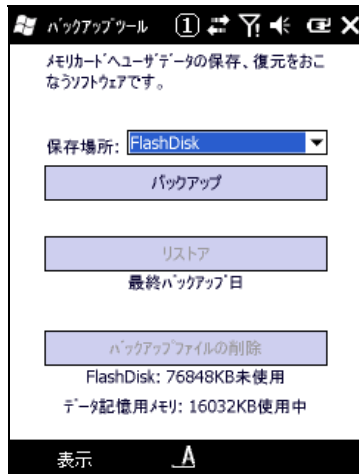 ﾊﾞｯｸｱｯﾌﾟﾂｰﾙ 1
ﾒﾓﾘｶｰﾄﾞへﾕｰｻﾞﾃﾞｰﾀの保存、復元をおこ
なうｿﾌﾄｳｪｱです。
保存場所: FlashDisk
ﾊﾞｯｸｱｯﾌﾟ
ﾘｽﾄｱ
最終ﾊﾞｯｸｱｯﾌﾟ日
ﾊﾞｯｸｱｯﾌﾟﾌｧｲﾙの削除
FlashDisk: 76848KB未使用
ﾃﾞｰﾀ記憶用ﾒﾓﾘ: 16032KB使用中
表示 A